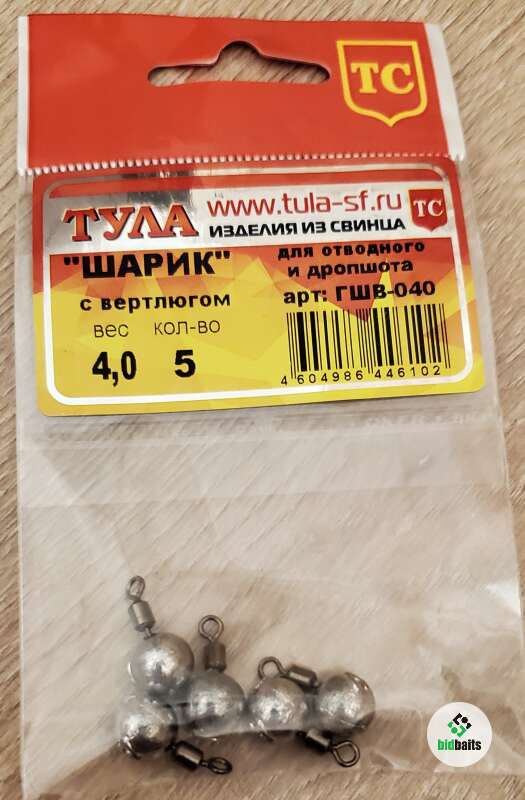 ТС
ТУЛА www.tula-sf.ru ТС
ИЗДЕЛИЯ ИЗ СВИНЦА
"ШАРИК" для отводного
и дропшота
с вертлюгом арт: ГШВ-040
вес кол-во
4,0 5
4 604986 446102
bidbaits